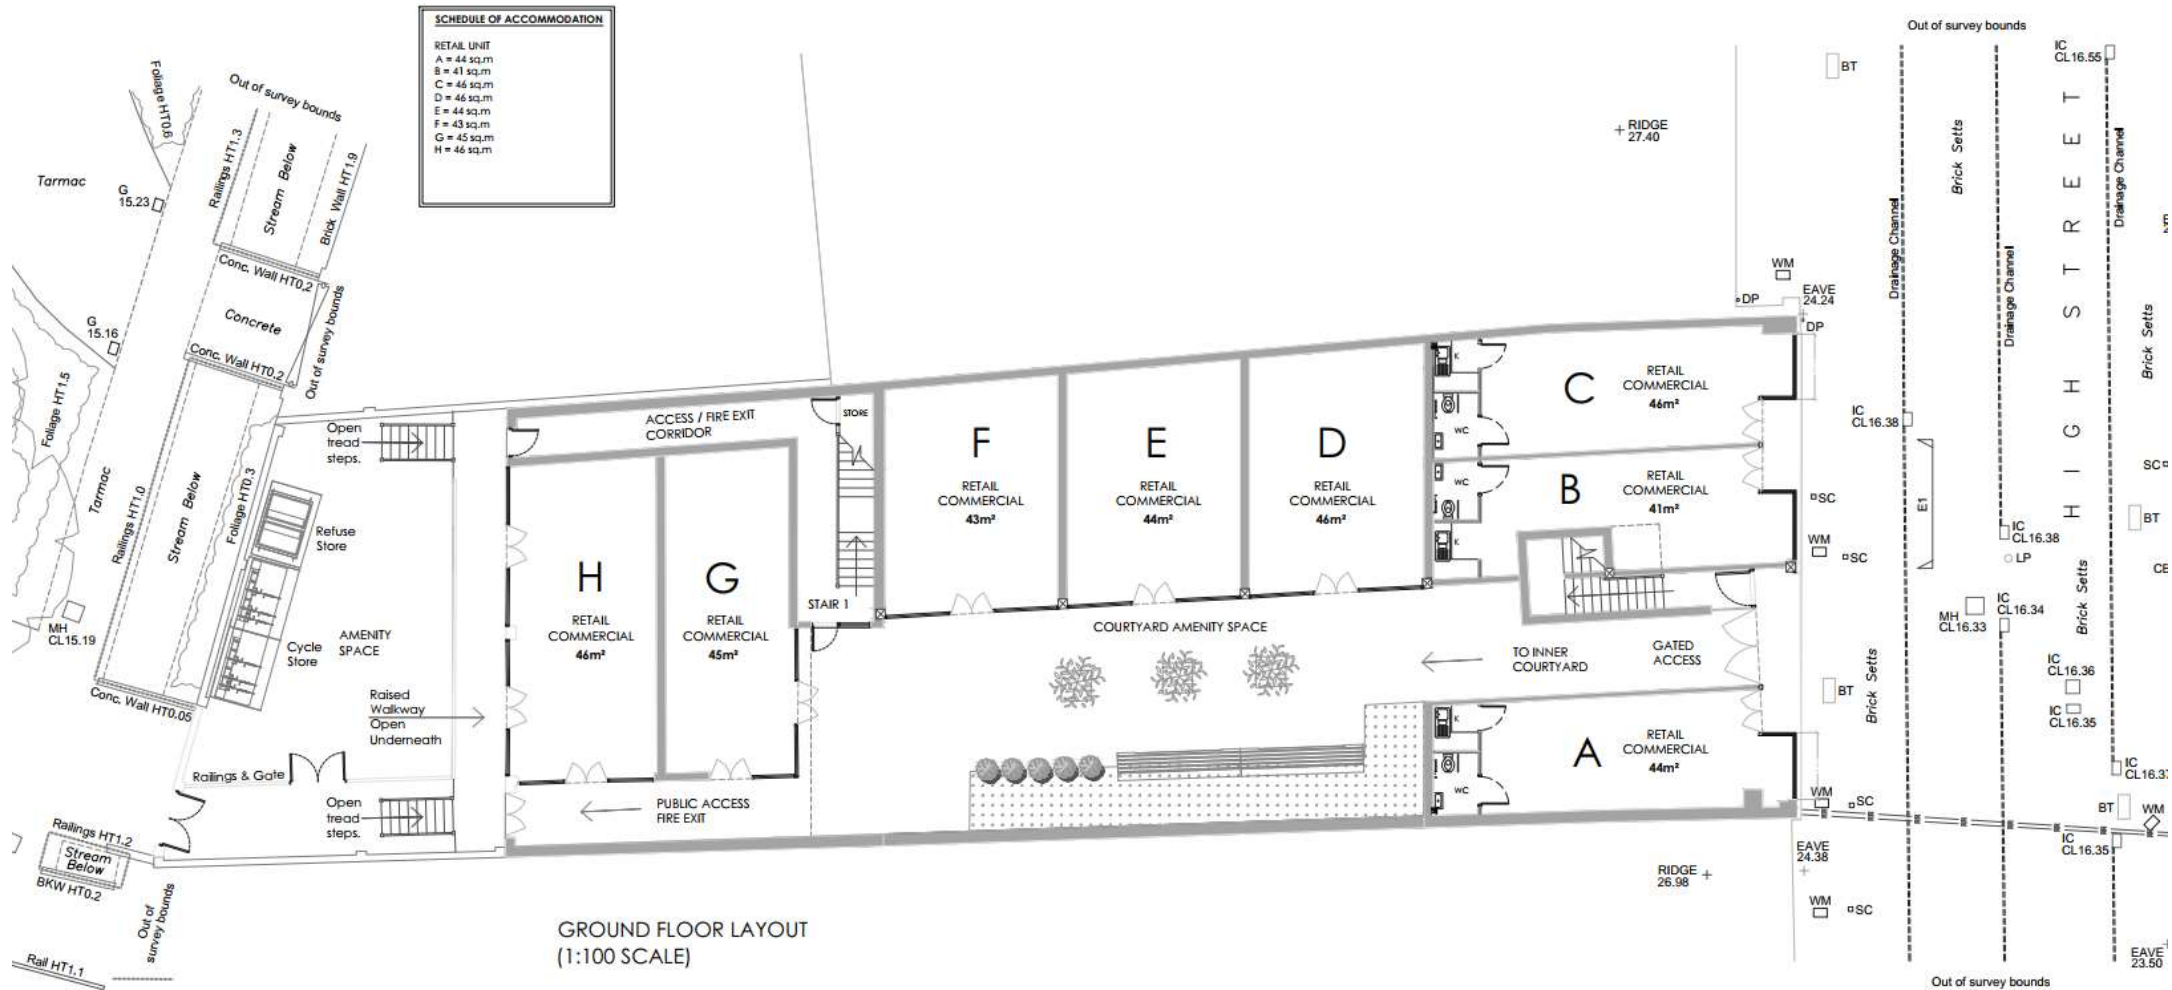 SCHEDULE OF ACCOMMODATION
RETAIL UNIT
A = 44 sq.m
B = 41 sq.m
C = 46 sq.m
D = 46 sq.m
E = 44 sq.m
F = 43 sq.m
G = 45 sq.m
H = 46 sq.m
Foliage HT0.6
Out of survey bounds
Railings HT1.3
Stream Below
Brick Wall HT1.9
Tarmac
G
15.23
Conc. Wall HT0.2
Concrete
Out of survey bounds
G
15.16
Conc. Wall HT0.2
Foliage HT1.5
Tarmac
Railings HT1.0
Stream Below
Foliage HT0.3
MH
CL15.19
Conc. Wall HT0.05
Open
tread
steps.
Refuse
Store
Cycle
Store
AMENITY
SPACE
Raised
Walkway
Open
Underneath
Railings & Gate
Open
tread
steps.
Railings HT1.2
Stream
Below
BKW HT0.2
Out of
survey bounds
Rail HT1.1
ACCESS / FIRE EXIT
CORRIDOR
STORE
STAIR 1
H
RETAIL
COMMERCIAL
46m²
G
RETAIL
COMMERCIAL
45m²
F
RETAIL
COMMERCIAL
43m²
E
RETAIL
COMMERCIAL
44m²
D
RETAIL
COMMERCIAL
46m²
K
C
RETAIL
COMMERCIAL
46m²
WC
WC
B
RETAIL
COMMERCIAL
41m²
K
COURTYARD AMENITY SPACE
TO INNER
COURTYARD
GATED
ACCESS
K
A
RETAIL
COMMERCIAL
44m²
WC
PUBLIC ACCESS
FIRE EXIT
GROUND FLOOR LAYOUT
(1:100 SCALE)
RIDGE
27.40
RIDGE
26.98
Out of survey bounds
BT
IC
CL16.55
WM
DP
EAVE
24.24
DP
Drainage Channel
Brick Setts
Drainage Channel
HIGH STREET
Drainage Channel
Brick Setts
IC
CL16.38
SC
E1
SC
WM
SC
IC
CL16.38
LP
BT
MH
CL16.33
IC
CL16.34
Brick Setts
IC
CL16.36
IC
CL16.35
BT
Brick Setts
WM
SC
BT
WM
IC
CL16.35
EAVE
24.38
WM
SC
EAVE
23.50
Out of survey bounds